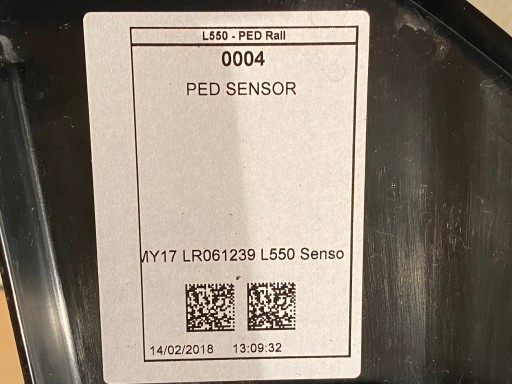 L550 - PED Rail
0004
PED SENSOR
MY17 LR061239 L550 Senso
14/02/2018 13:09:32